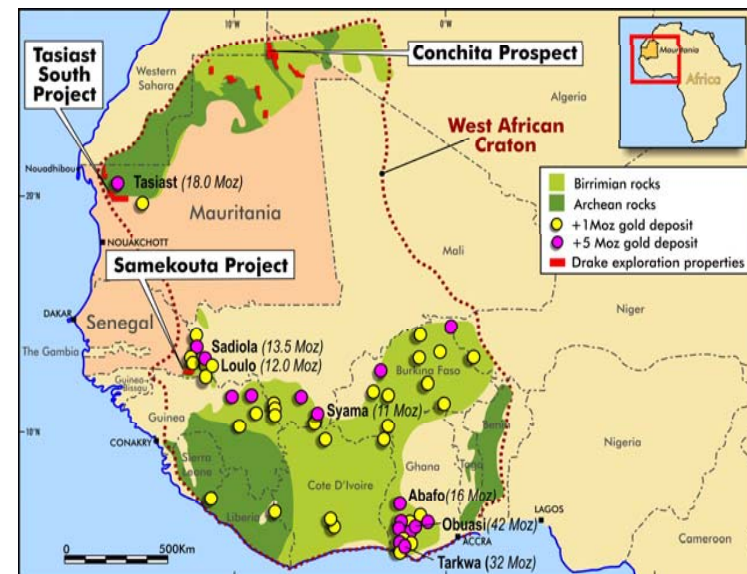 10°W
0°W
Tasiast
South
Project
Western
Sahara
Conchita Prospect
Algeria
Mauritania
Africa
West African
Craton
Nouadhibou
Tasiast (18.0 Moz)
20°N
Mauritania
NOUAKCHOTT
Mali
Birrimian rocks
Archean rocks
+1Moz gold deposit
+5 Moz gold deposit
Drake exploration properties
Samekouta Project
DAKAR
Senegal
Niger
The Gambia
Sadiola (13.5 Moz)
Loulo (12.0 Moz)
Burkina Faso
Guinea-
Bissau
Guinea
Syama (11 Moz)
10°N
CONAKRY
Benin
Nigeria
Sierra
Leone
Ghana
Togo
Cote D'Ivoire
Abafo (16 Moz)
Liberia
Obuasi (42 Moz)
LAGOS
ACCRA
Cameroon
Tarkwa (32 Moz)
0
500Km